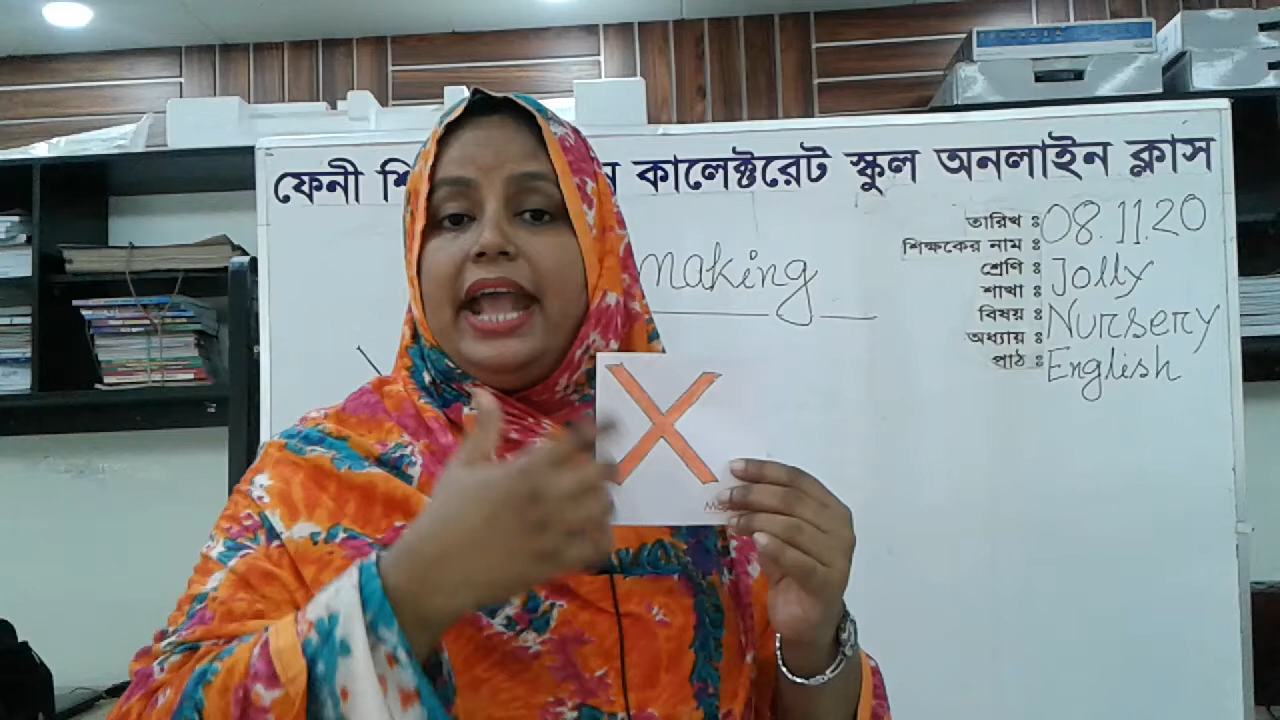 ফেনী কালেক্টরেট স্কুল অনলাইন ক্লাস
making
তারিখ : 08.11.20
শিক্ষকের নাম :
শ্রেণি : Jolly
শাখা :
বিষয় : Nursery
অধ্যায় :
পাঠ : English
X